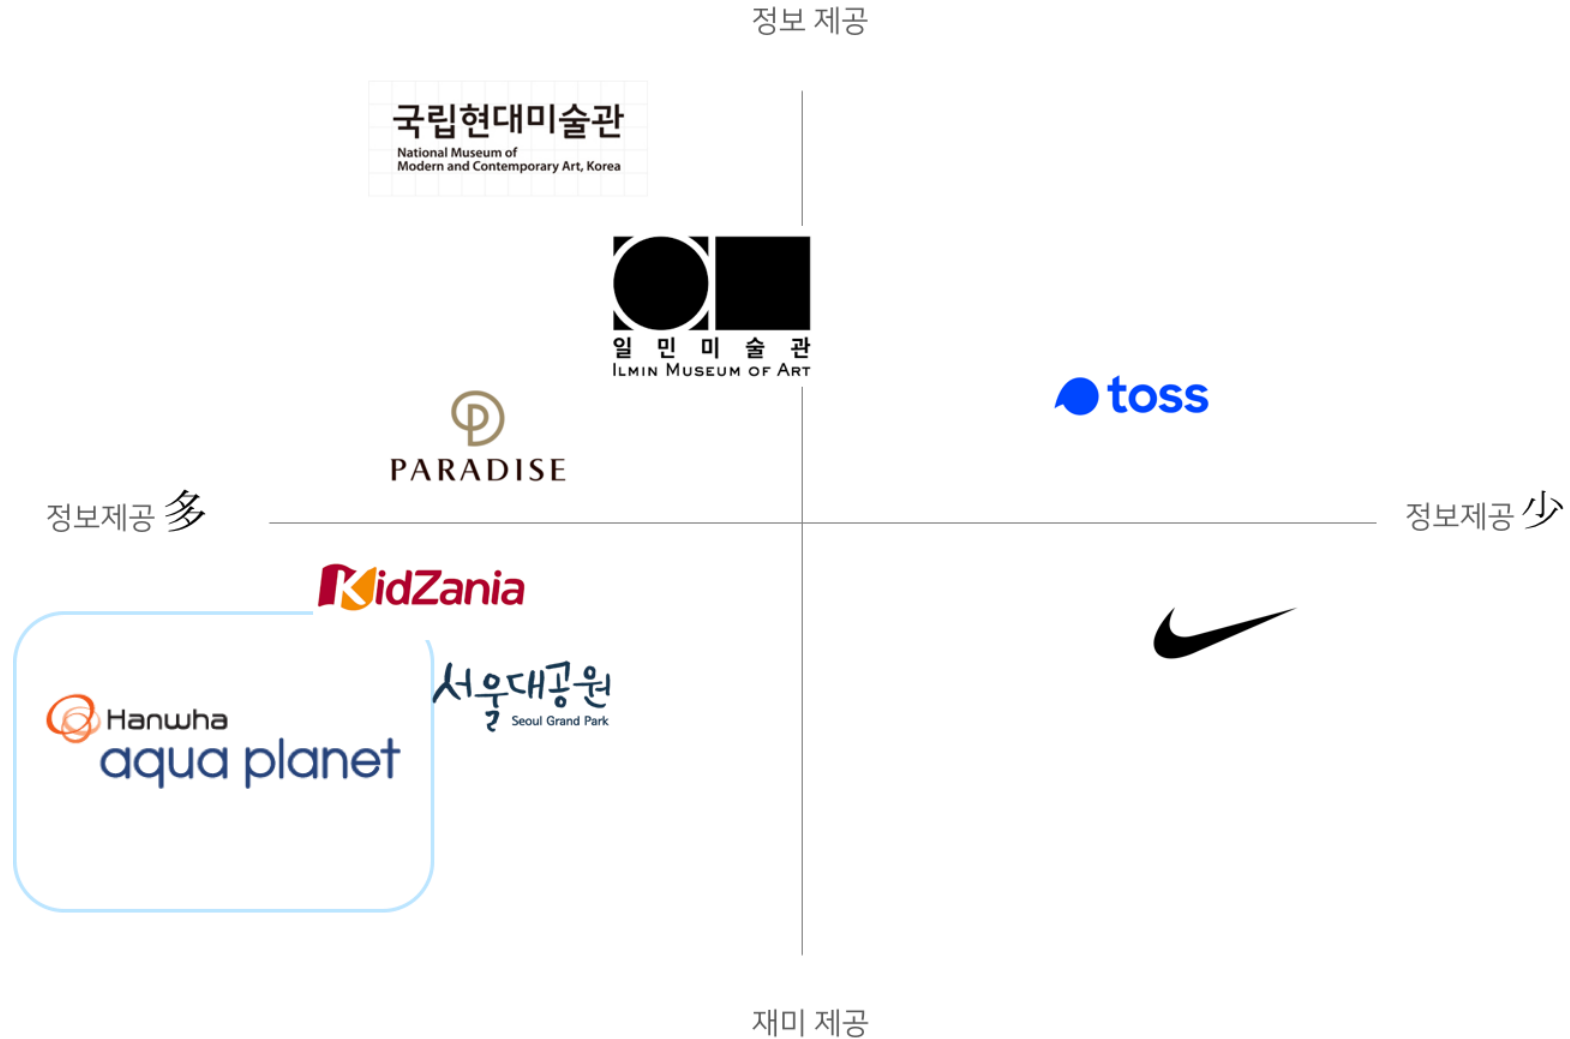 정보 제공
국립현대미술관
National Museum of
Modern and Contemporary Art, Korea
일민미술관
ILMIN MUSEUM OF ART
toss
PARADISE
정보제공 多
정보제공 少
KidZania
서울대공원
Seoul Grand Park
Hanwha
aqua planet
재미 제공